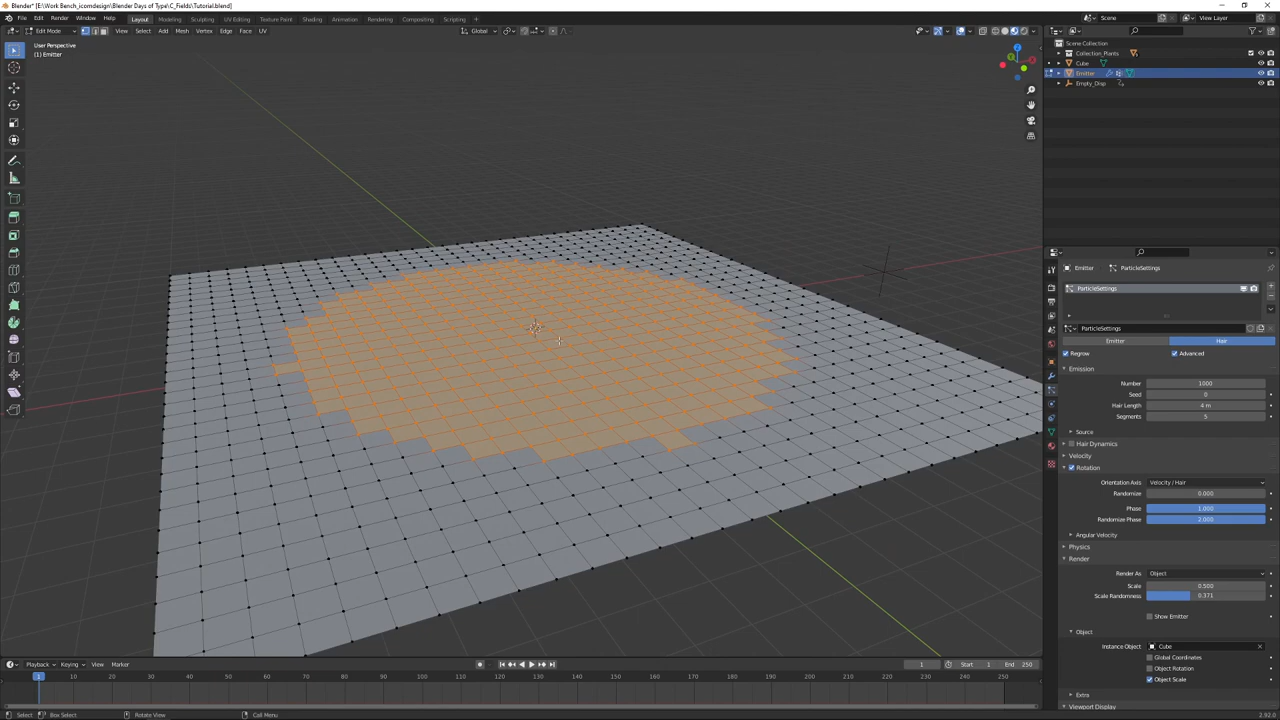 Blender* [E:\Work Bench_icomdesign\Blender Days of Type\C_Fields\Tutorial.blend]
File Edit Render Window Help Layout Modeling Sculpting UV Editing Texture Paint Shading Animation Rendering Compositing Scripting Scene View Layer
Edit Mode View Select Add Mesh Vertex Edge Face UV Global
User Perspective
(1) Emitter
Scene Collection
Collection_Plants
Cube
Emitter
Empty_Disp
Emitter ParticleSettings
ParticleSettings
ParticleSettings
Emitter Hair
Regrow Advanced
Emission
Number 1000
Seed 0
Hair Length 4 m
Segments 5
Source
Hair Dynamics
Velocity
Rotation
Orientation Axis Velocity / Hair
Randomize 0.000
Phase 1.000
Randomize Phase 2.000
Angular Velocity
Physics
Render
Render As Object
Scale 0.500
Scale Randomness 0.371
Show Emitter
Object
Instance Object Cube
Global Coordinates
Object Rotation
Object Scale
Extra
Viewport Display
Playback Keying View Marker 1 Start 1 End 250
1 10 20 30 40 50 60 70 80 90 100 110 120 130 140 150 160 170 180 190 200 210 220 230 240 250
Select Box Select Rotate View Call Menu 2.92.0